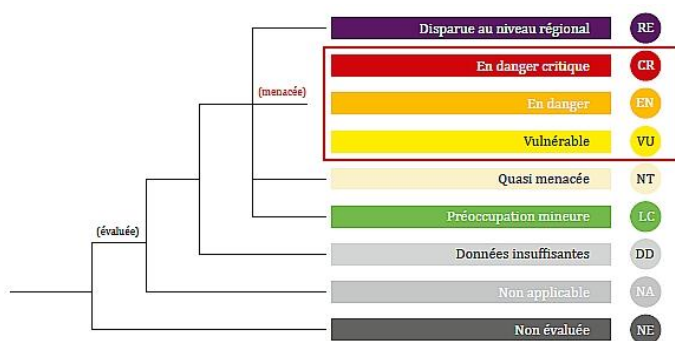 Disparue au niveau régional RE
En danger critique CR
(menacée)
En danger EN
Vulnérable VU
Quasi menacée NT
Préoccupation mineure LC
(évaluée)
Données insuffisantes DD
Non applicable NA
Non évaluée NE